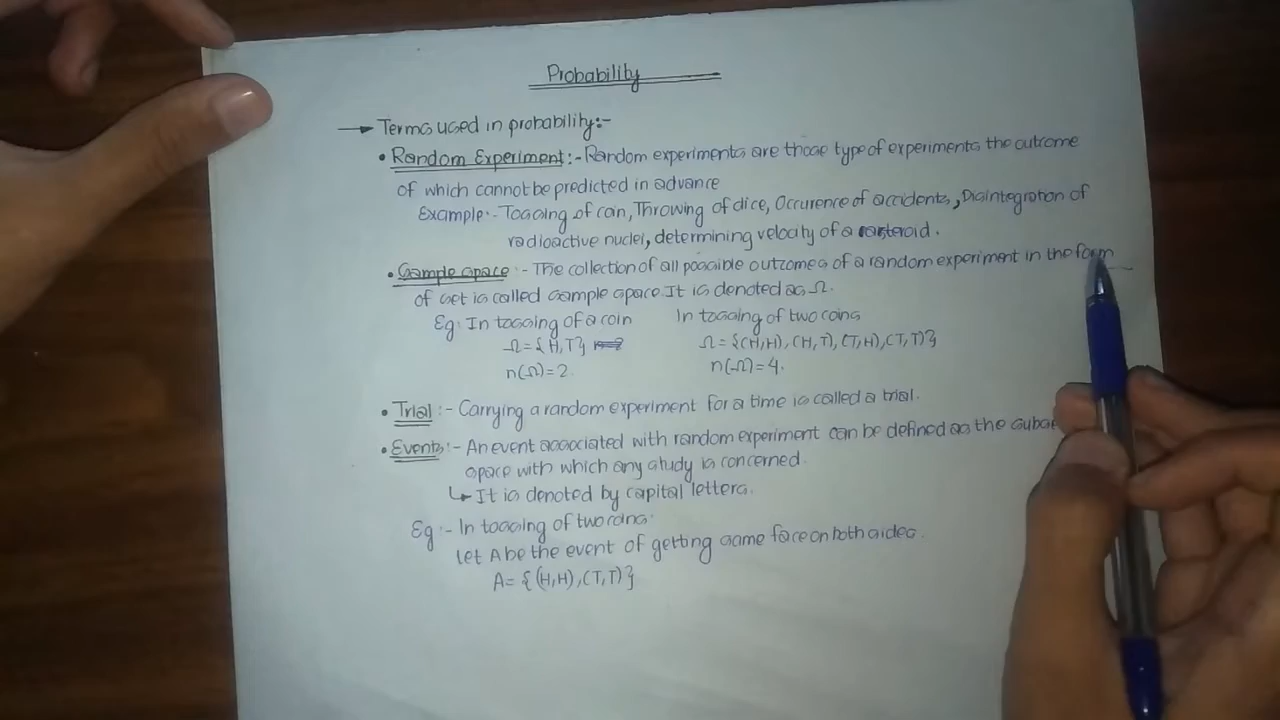 Probability
→ Terms used in probability:-
• Random Experiment:- Random experiments are those type of experiments the outcome
of which cannot be predicted in advance
Example:- Tossing of coin, Throwing of dice, Occurence of accidents, Disintegration of
radioactive nuclei, determining velocity of a asteroid.
• Sample space:- The collection of all possible outcomes of a random experiment in the form
of set is called sample space. It is denoted as Ω.
Eg: In tossing of a coin
Ω = {H,T}
n(Ω)=2.
In tossing of two coins
Ω = {(H,H),(H,T),(T,H),(T,T)}
n(Ω)=4.
• Trial:- Carrying a random experiment for a time is called a trial.
• Events:- An event associated with random experiment can be defined as the
space with which any study is concerned.
↳ It is denoted by capital letters.
Eg:- In tossing of two coins.
Let A be the event of getting same face on both sides.
A= {(H,H),(T,T)}